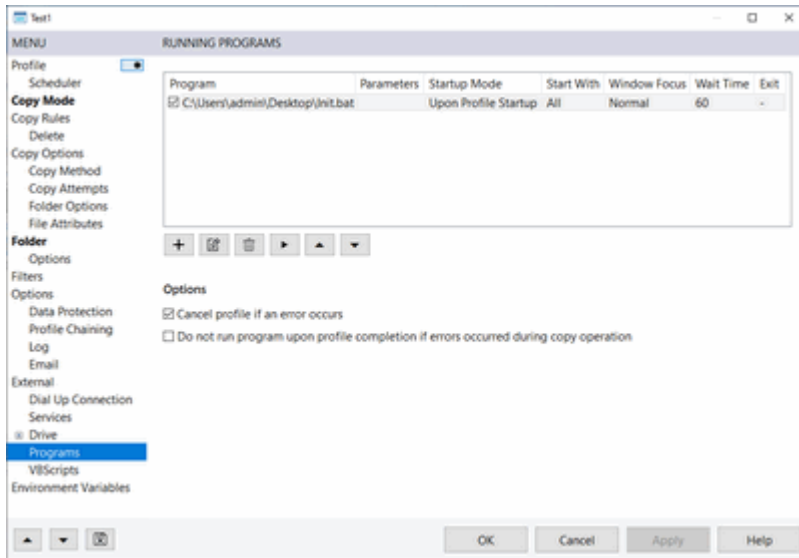 Test1
MENU
RUNNING PROGRAMS
Profile
Scheduler
Copy Mode
Copy Rules
Delete
Copy Options
Copy Method
Copy Attempts
Folder Options
File Attributes
Folder
Options
Filters
Options
Data Protection
Profile Chaining
Log
Email
External
Dial Up Connection
Services
Drive
Programs
VBScripts
Environment Variables
Program Parameters Startup Mode Start With Window Focus Wait Time Exit
C:\Users\admin\Desktop\Init.bat Upon Profile Startup All Normal 60 -
Options
Cancel profile if an error occurs
Do not run program upon profile completion if errors occurred during copy operation
OK Cancel Apply Help